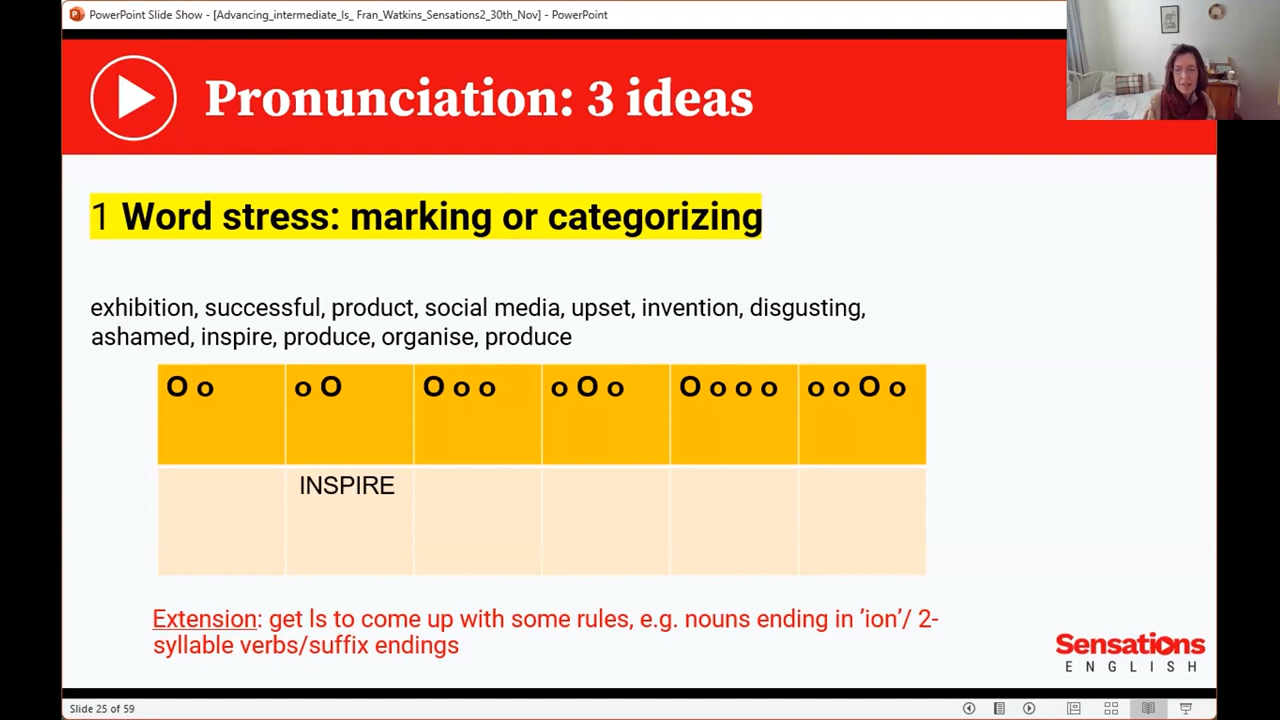 PowerPoint Slide Show - [Advancing_intermediate_ls_ Fran_Watkins_Sensations2_30th_Nov] - PowerPoint
Pronunciation: 3 ideas
1 Word stress: marking or categorizing
exhibition, successful, product, social media, upset, invention, disgusting,
ashamed, inspire, produce, organise, produce
O o
o O
O o o
o O o
O o o o
o o O o
INSPIRE
Extension: get ls to come up with some rules, e.g. nouns ending in ’ion’/ 2-
syllable verbs/suffix endings
Sensations
ENGLISH
Slide 25 of 59